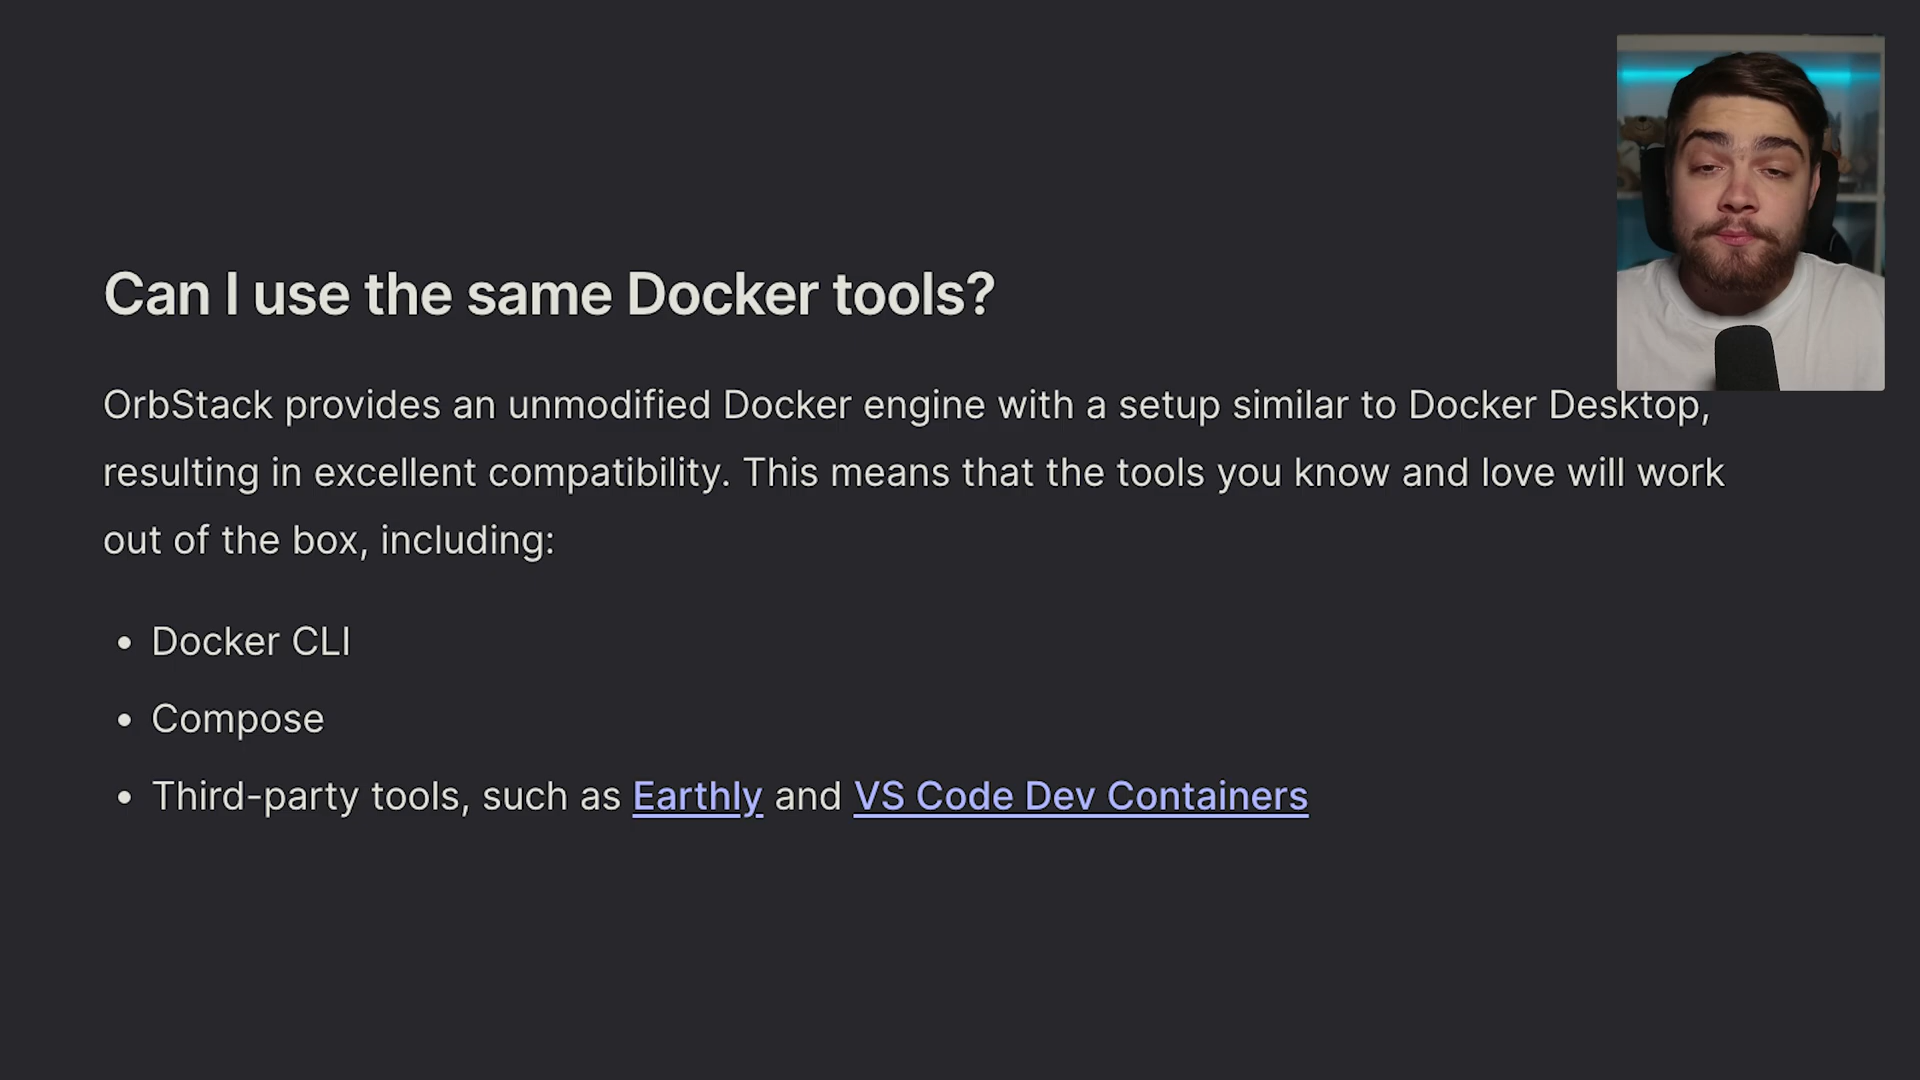 Can I use the same Docker tools?
OrbStack provides an unmodified Docker engine with a setup similar to Docker Desktop,
resulting in excellent compatibility. This means that the tools you know and love will work
out of the box, including:
• Docker CLI
• Compose
• Third-party tools, such as Earthly and VS Code Dev Containers